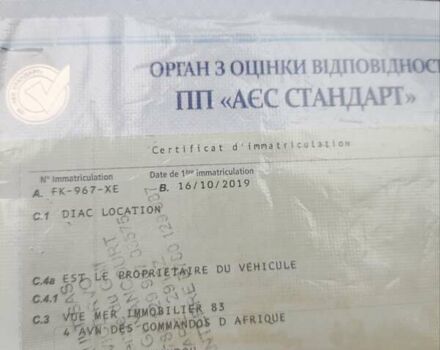 ОРГАН З ОЦІНКИ ВІДПОВІДНОС
ПП «АЄС СТАНДАРТ»
Certificat d'immatriculation
N° Immatriculation
Date de 1ère immatriculation
A. FK-967-XE
B. 16/10/2019
C.1 DIAC LOCATION
C.4a EST LE PROPRIETAIRE DU VÉHICULE
C.4.1
C.3 VUE MER IMMOBILIER 83
4 AVN DES COMMANDOS D AFRIQUE